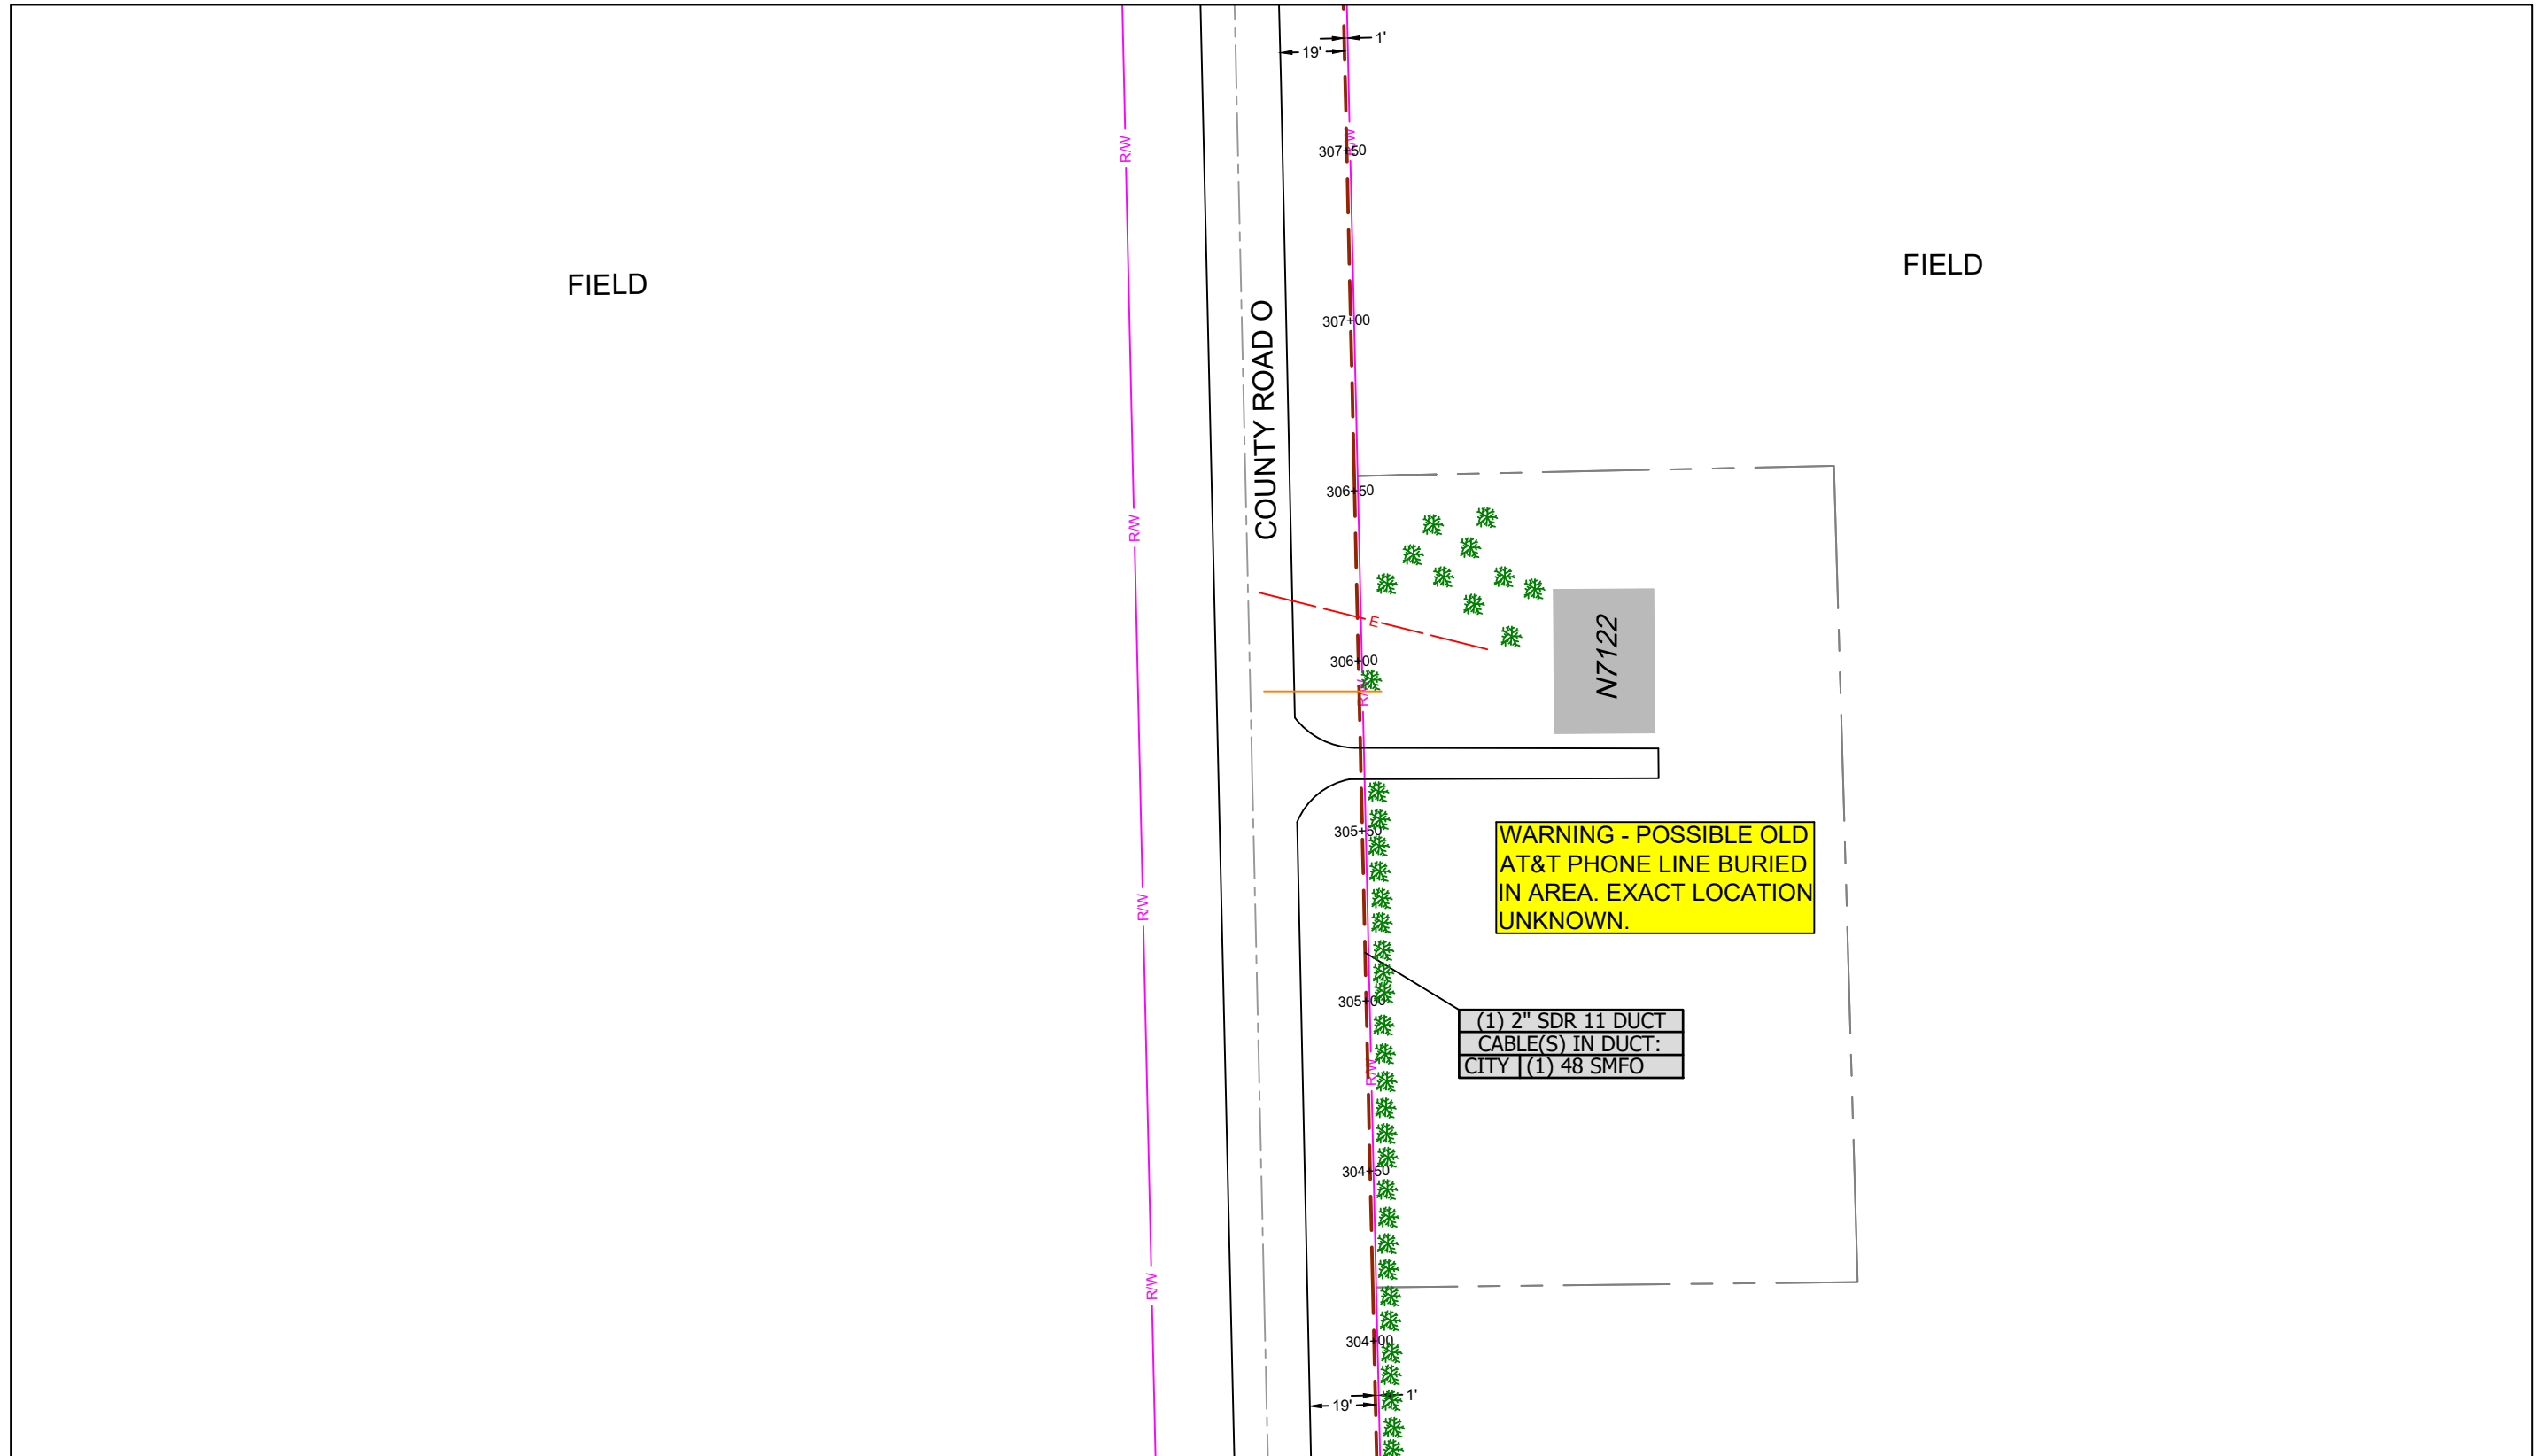 1'
19'
R/W
R/W
307+50
FIELD
FIELD
307+00
COUNTY ROAD O
306+50
R/W
E
N7122
306+00
R/W
305+50
WARNING - POSSIBLE OLD
AT&T PHONE LINE BURIED
IN AREA. EXACT LOCATION
UNKNOWN.
R/W
305+00
(1) 2" SDR 11 DUCT
CABLE(S) IN DUCT:
CITY (1) 48 SMFO
R/W
304+50
R/W
304+00
1'
19'